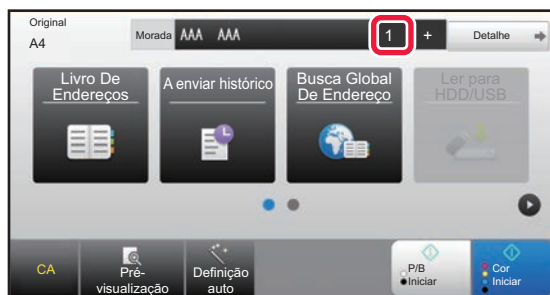 Original
A4
Morada AAA AAA 1 + Detalhe
Livro De
Endereços
A enviar histórico
Busca Global
De Endereço
Ler para
HDD/USB
CA
Pré-
visualização
Definição
auto
P/B
Iniciar
Cor
Iniciar